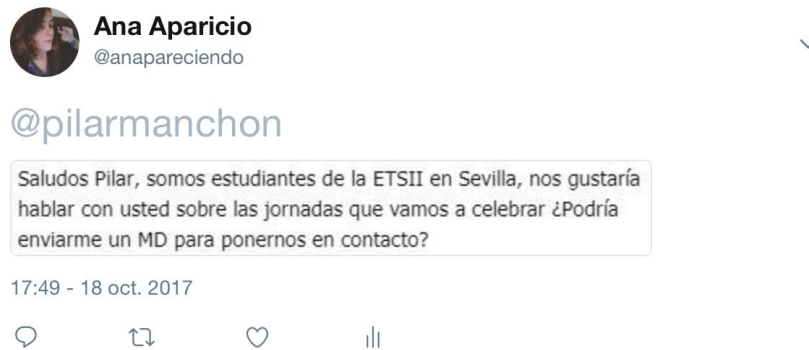 Ana Aparicio
@anapareciendo
@pilarmanchon
Saludos Pilar, somos estudiantes de la ETSII en Sevilla, nos gustaría
hablar con usted sobre las jornadas que vamos a celebrar ¿Podría
enviarme un MD para ponernos en contacto?
17:49 - 18 oct. 2017